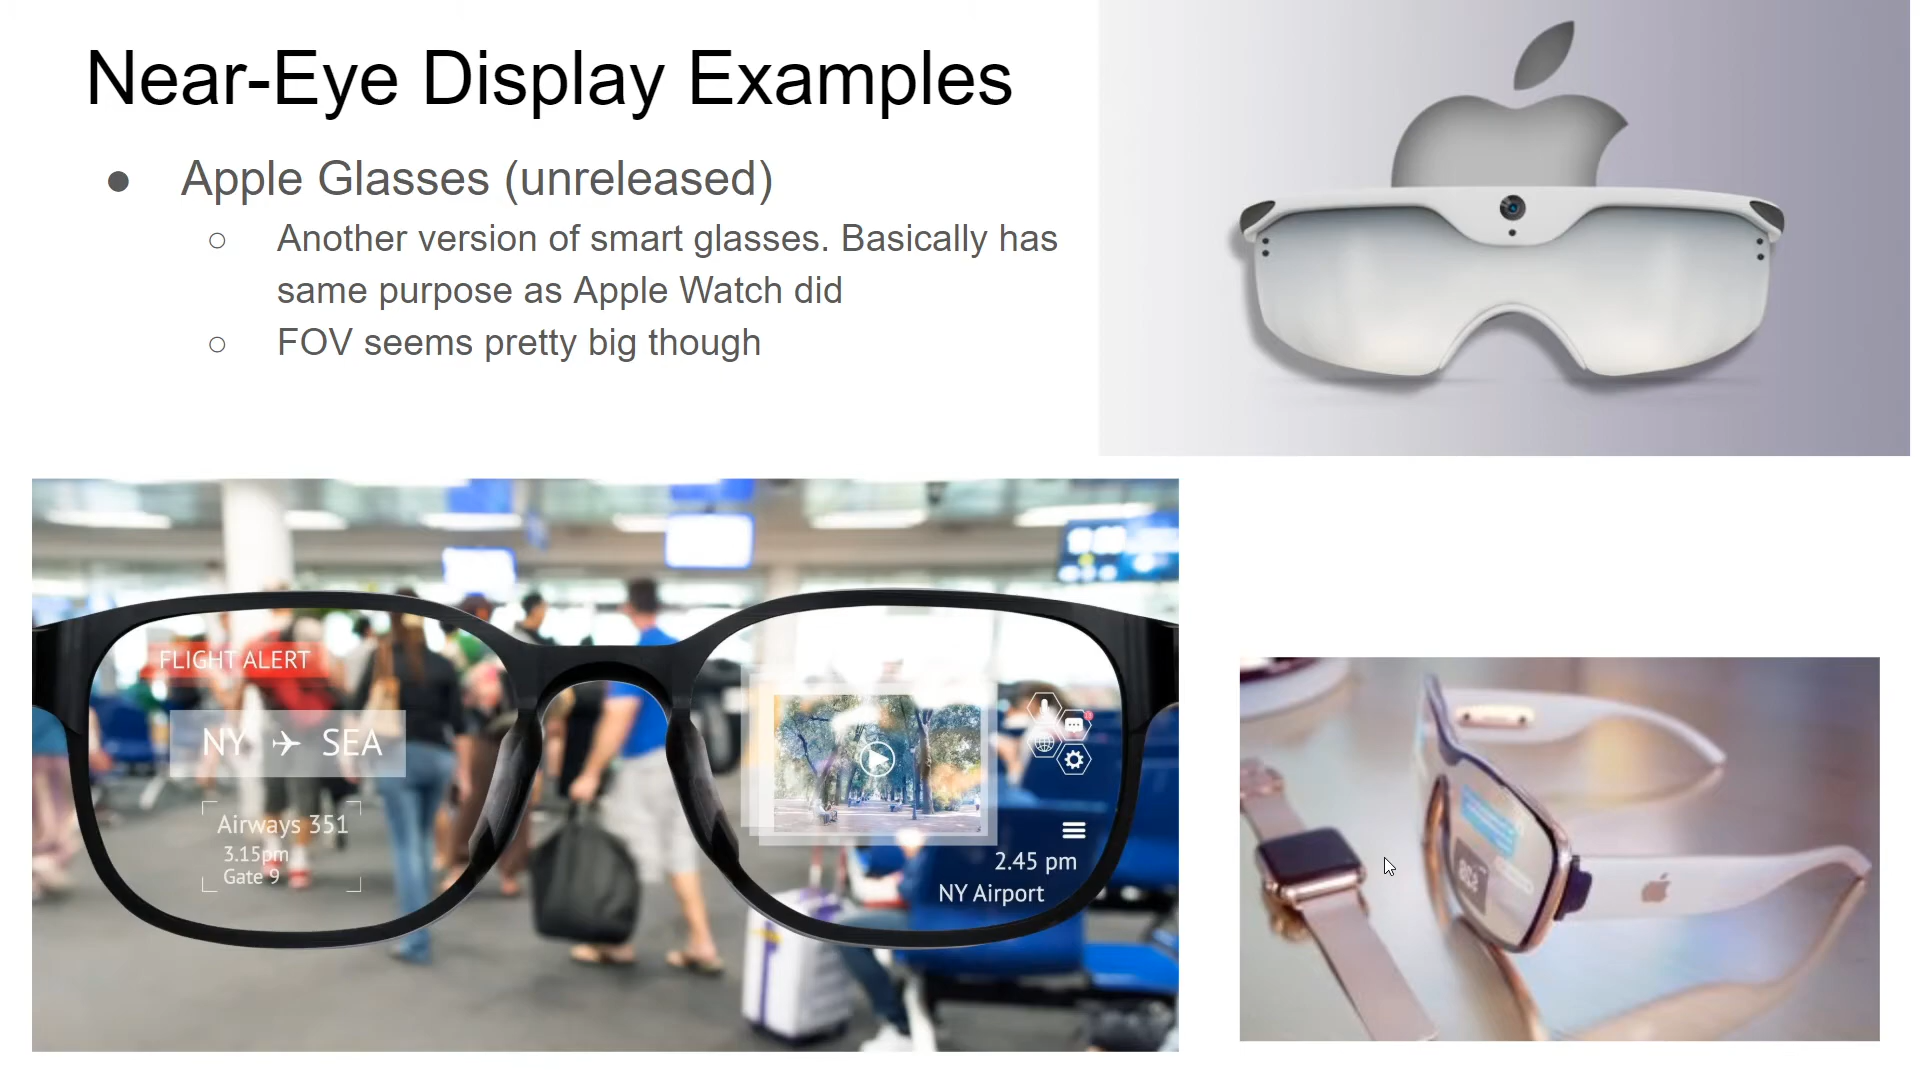 Near-Eye Display Examples
● Apple Glasses (unreleased)
○ Another version of smart glasses. Basically has
same purpose as Apple Watch did
○ FOV seems pretty big though
FLIGHT ALERT
NY ✈ SEA
Airways 351
3.15pm
Gate 9
2.45 pm
NY Airport